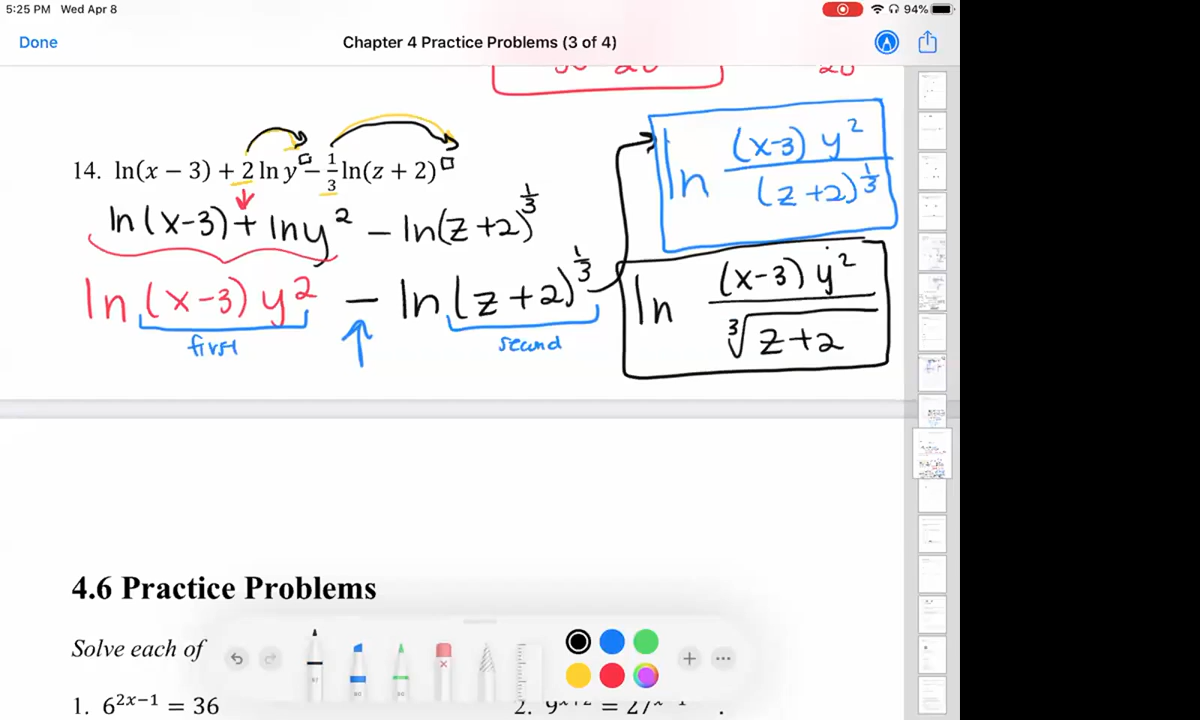 5:25 PM Wed Apr 8
94%
Done
Chapter 4 Practice Problems (3 of 4)
20
14. ln(x − 3) + 2 ln y□ − 1/3 ln(z + 2)□
ln (x-3) + ln y² − ln (z+2)^1/3
ln (x-3) y² − ln (z+2)^1/3
first
second
ln (x-3) y² / (z+2)^1/3
ln (x-3) y² / ∛z+2
4.6 Practice Problems
Solve each of
1. 6^2x−1 = 36
2.